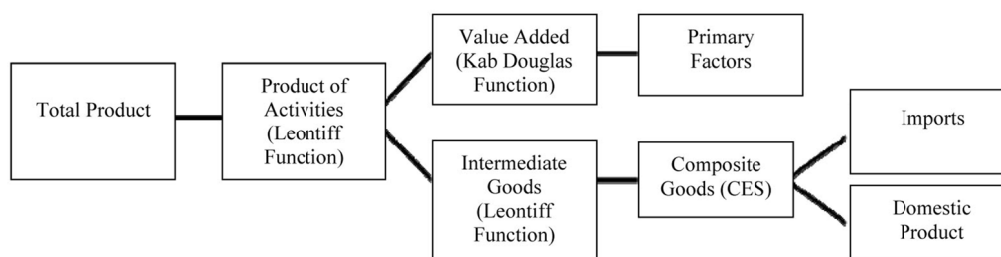 Total Product
Product of
Activities
(Leontiff
Function)
Value Added
(Kab Douglas
Function)
Primary
Factors
Intermediate
Goods
(Leontiff
Function)
Composite
Goods (CES)
Imports
Domestic
Product